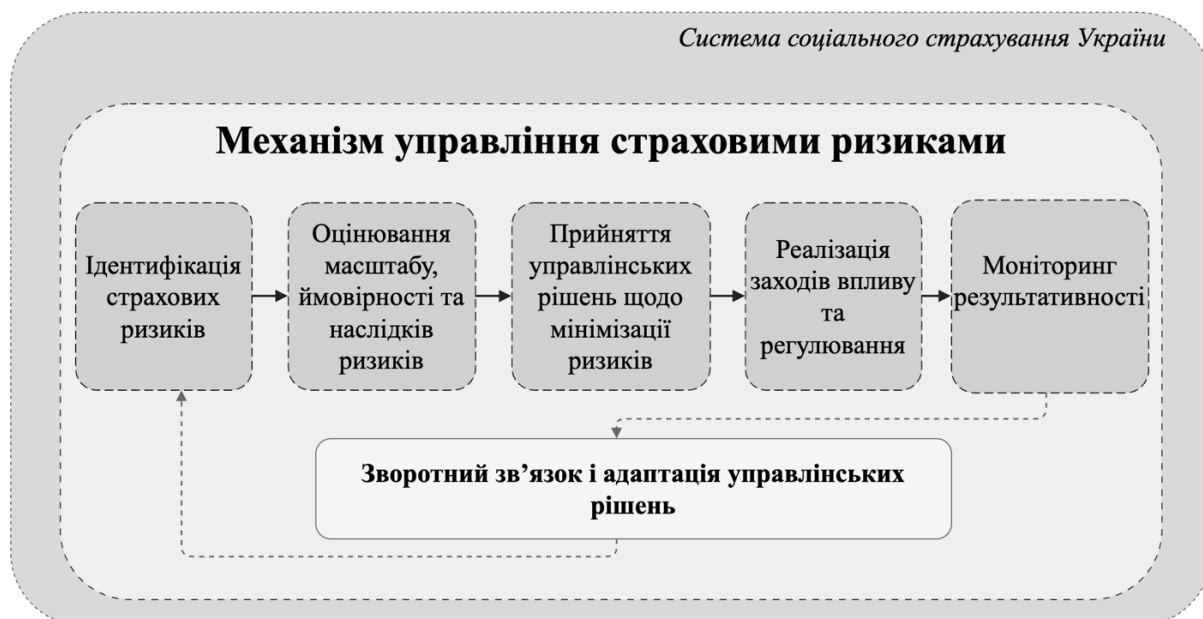 Система соціального страхування України
Механізм управління страховими ризиками
Ідентифікація
страхових
ризиків
Оцінювання
масштабу,
ймовірності та
наслідків
ризиків
Прийняття
управлінських
рішень щодо
мінімізації
ризиків
Реалізація
заходів впливу
та
регулювання
Моніторинг
результативності
Зворотний зв’язок і адаптація управлінських
рішень